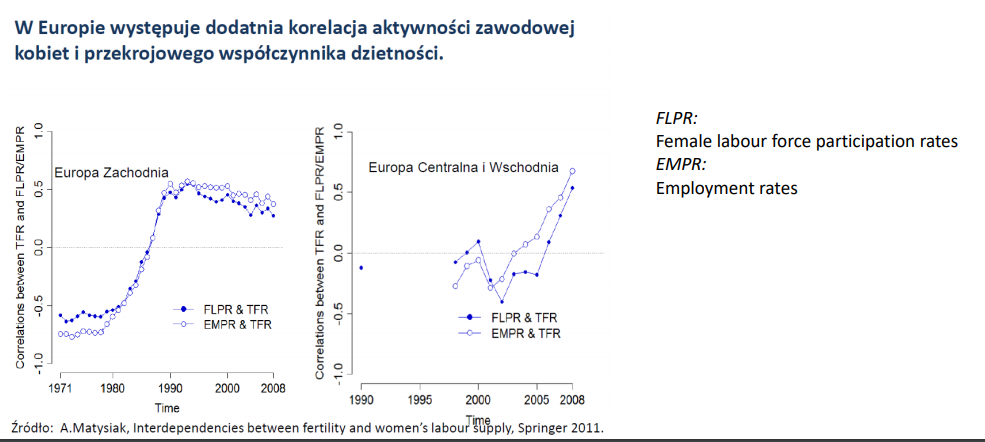 W Europie występuje dodatnia korelacja aktywności zawodowej
kobiet i przekrojowego współczynnika dzietności.
Correlations between TFR and FLPR/EMPR
1.0
0.5
0.0
-0.5
-1.0
Europa Zachodnia
FLPR & TFR
EMPR & TFR
1971
1980
1990
2000
2008
Time
Correlations between TFR and FLPR/EMPR
1.0
0.5
0.0
-0.5
-1.0
Europa Centralna i Wschodnia
FLPR & TFR
EMPR & TFR
1990
1995
2000
2005
2008
Time
FLPR:
Female labour force participation rates
EMPR:
Employment rates
Źródło: A.Matysiak, Interdependencies between fertility and women's labour supply, Springer 2011.